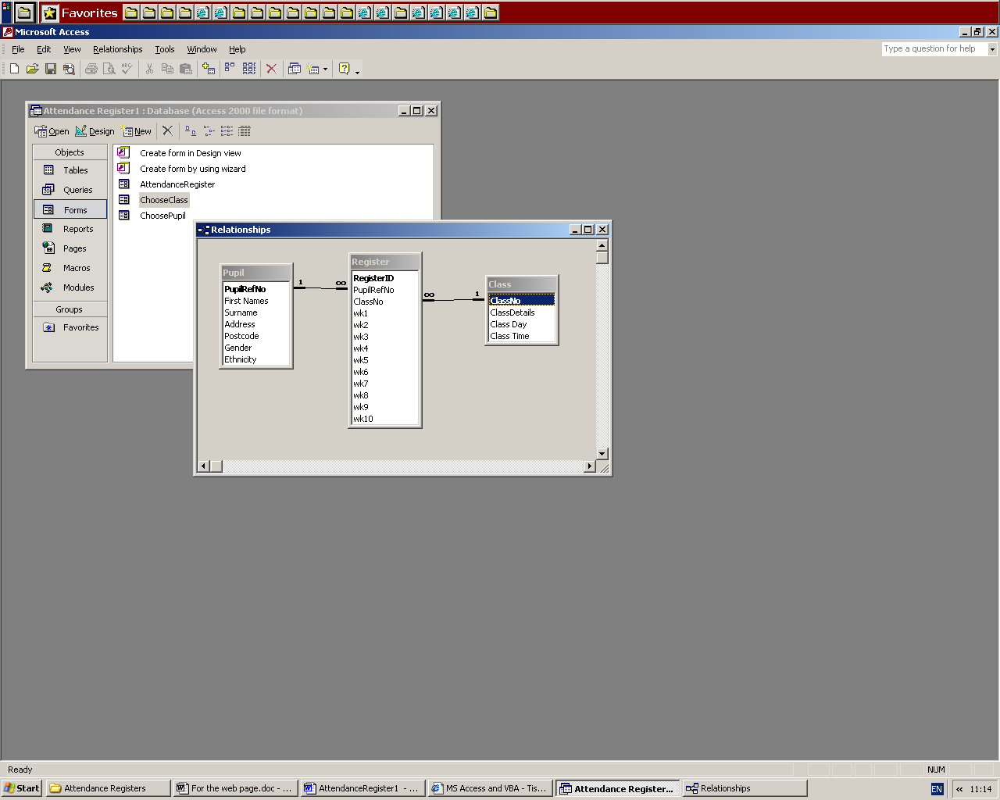 Favorites
Microsoft Access
File Edit View Relationships Tools Window Help
Type a question for help
Attendance Register1 : Database (Access 2000 file format)
Open Design New
Objects
Tables
Queries
Forms
Reports
Pages
Macros
Modules
Groups
Favorites
Create form in Design view
Create form by using wizard
AttendanceRegister
ChooseClass
ChoosePupil
Relationships
Pupil
PupilRefNo
First Names
Surname
Address
Postcode
Gender
Ethnicity
1 ∞
Register
RegisterID
PupilRefNo
ClassNo
wk1
wk2
wk3
wk4
wk5
wk6
wk7
wk8
wk9
wk10
∞ 1
Class
ClassNo
ClassDetails
Class Day
Class Time
Ready
NUM
Start
Attendance Registers
For the web page.doc - ...
AttendanceRegister1 - ...
MS Access and VBA - Tis...
Attendance Register...
Relationships
EN
« 11:14